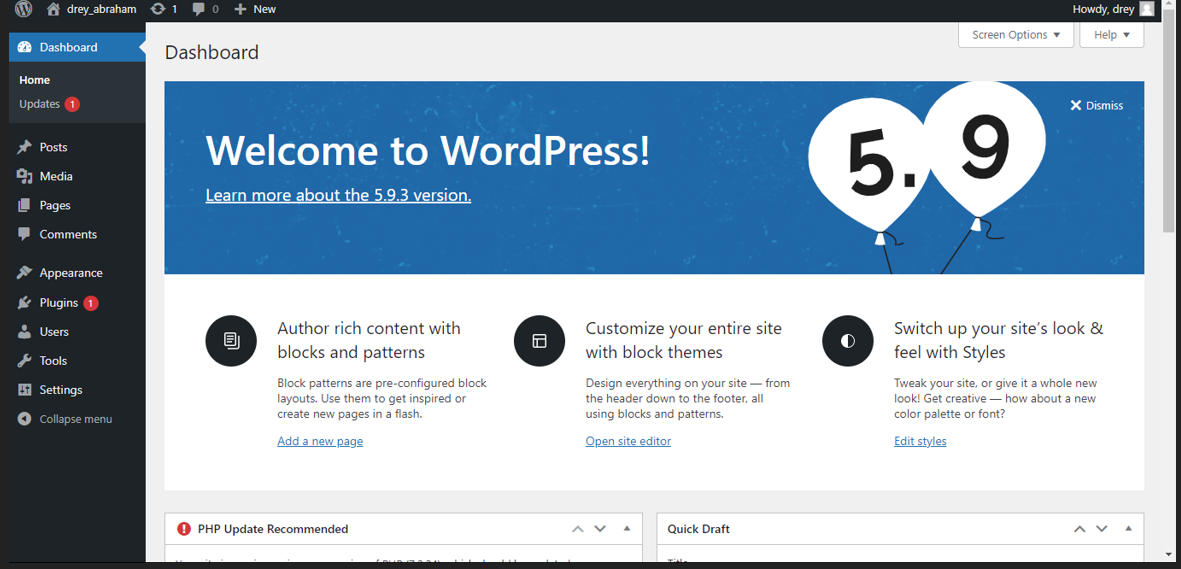 drey_abraham 1 0 New Howdy, drey
Dashboard
Home
Updates 1
Posts
Media
Pages
Comments
Appearance
Plugins 1
Users
Tools
Settings
Collapse menu
Screen Options Help
Dashboard
Dismiss
Welcome to WordPress!
Learn more about the 5.9.3 version.
5.9
Author rich content with
blocks and patterns
Block patterns are pre-configured block
layouts. Use them to get inspired or
create new pages in a flash.
Add a new page
Customize your entire site
with block themes
Design everything on your site — from
the header down to the footer, all
using blocks and patterns.
Open site editor
Switch up your site’s look &
feel with Styles
Tweak your site, or give it a whole new
look! Get creative — how about a new
color palette or font?
Edit styles
PHP Update Recommended
Quick Draft
Title